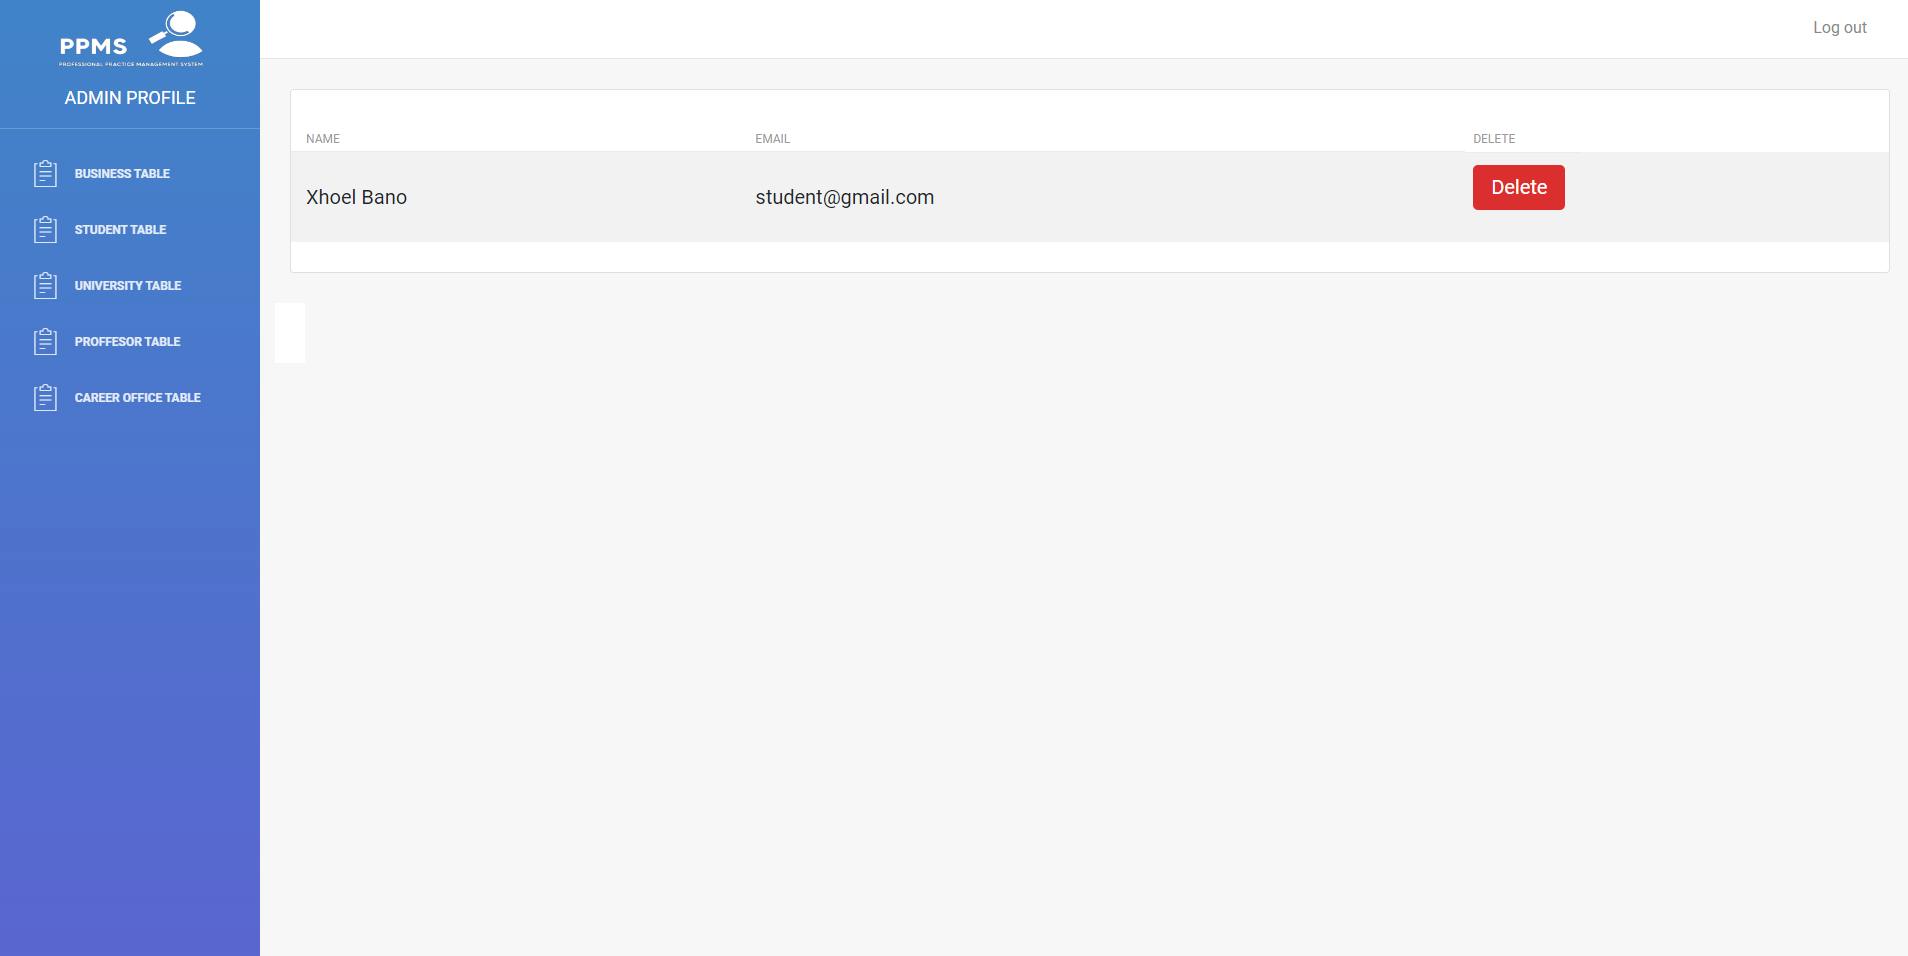 PPMS
PROFESSIONAL PRACTICE MANAGEMENT SYSTEM
ADMIN PROFILE
BUSINESS TABLE
STUDENT TABLE
UNIVERSITY TABLE
PROFFESOR TABLE
CAREER OFFICE TABLE
Log out
NAME EMAIL DELETE
Xhoel Bano student@gmail.com Delete